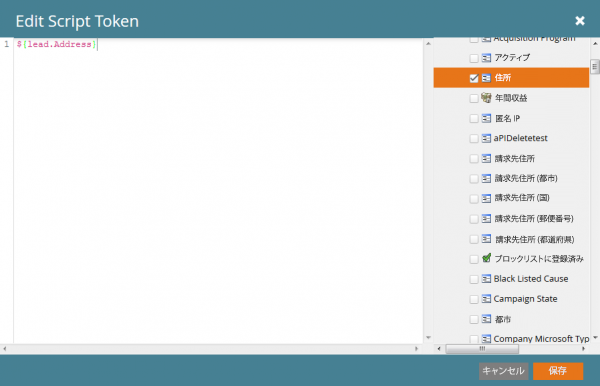 Edit Script Token
1 ${lead.Address}
Acquisition Program
アクティブ
住所
年間収益
匿名 IP
aPIDeletetest
請求先住所
請求先住所 (都市)
請求先住所 (国)
請求先住所 (郵便番号)
請求先住所 (都道府県)
ブロックリストに登録済み
Black Listed Cause
Campaign State
都市
Company Microsoft Typ
キャンセル
保存